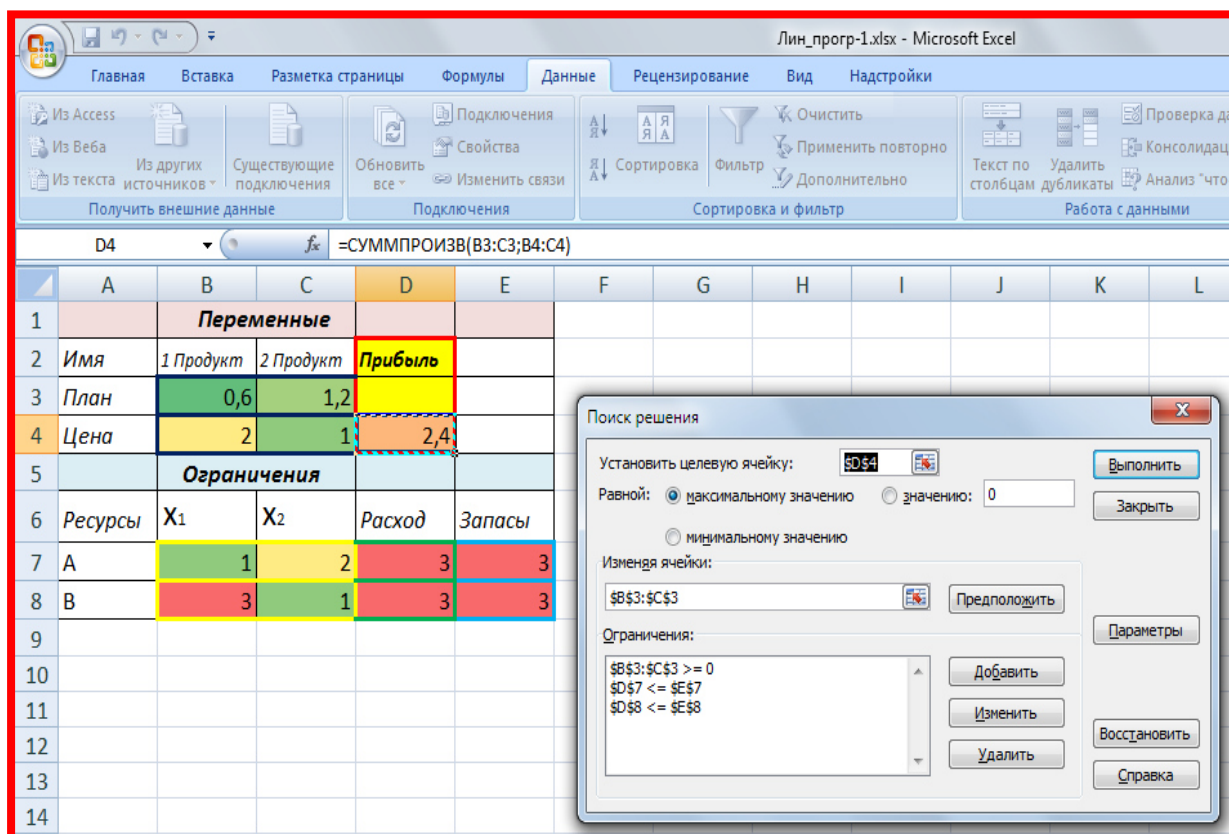 Лин_прогр-1.xlsx - Microsoft Excel
Главная Вставка Разметка страницы Формулы Данные Рецензирование Вид Надстройки
Из Access
Из Веба
Из текста
Из других источников
Существующие подключения
Получить внешние данные
Обновить все
Подключения
Свойства
Изменить связи
Подключения
Сортировка
Фильтр
Очистить
Применить повторно
Дополнительно
Сортировка и фильтр
Текст по столбцам
Удалить дубликаты
Проверка да
Консолидац
Анализ "что
Работа с данными
D4 fx =СУММПРОИЗВ(B3:C3;B4:C4)
A B C D E F G H I J K L
1 Переменные
2 Имя 1 Продукт 2 Продукт Прибыль
3 План 0,6 1,2
4 Цена 2 1 2,4
5 Ограничения
6 Ресурсы X1 X2 Расход Запасы
7 A 1 2 3 3
8 B 3 1 3 3
9
10
11
12
13
14
Поиск решения
Установить целевую ячейку: $D$4
Равной: максимальному значению значению: 0
минимальному значению
Изменяя ячейки:
$B$3:$C$3
Предположить
Ограничения:
$B$3:$C$3 >= 0
$D$7 <= $E$7
$D$8 <= $E$8
Добавить
Изменить
Удалить
Выполнить
Закрыть
Параметры
Восстановить
Справка